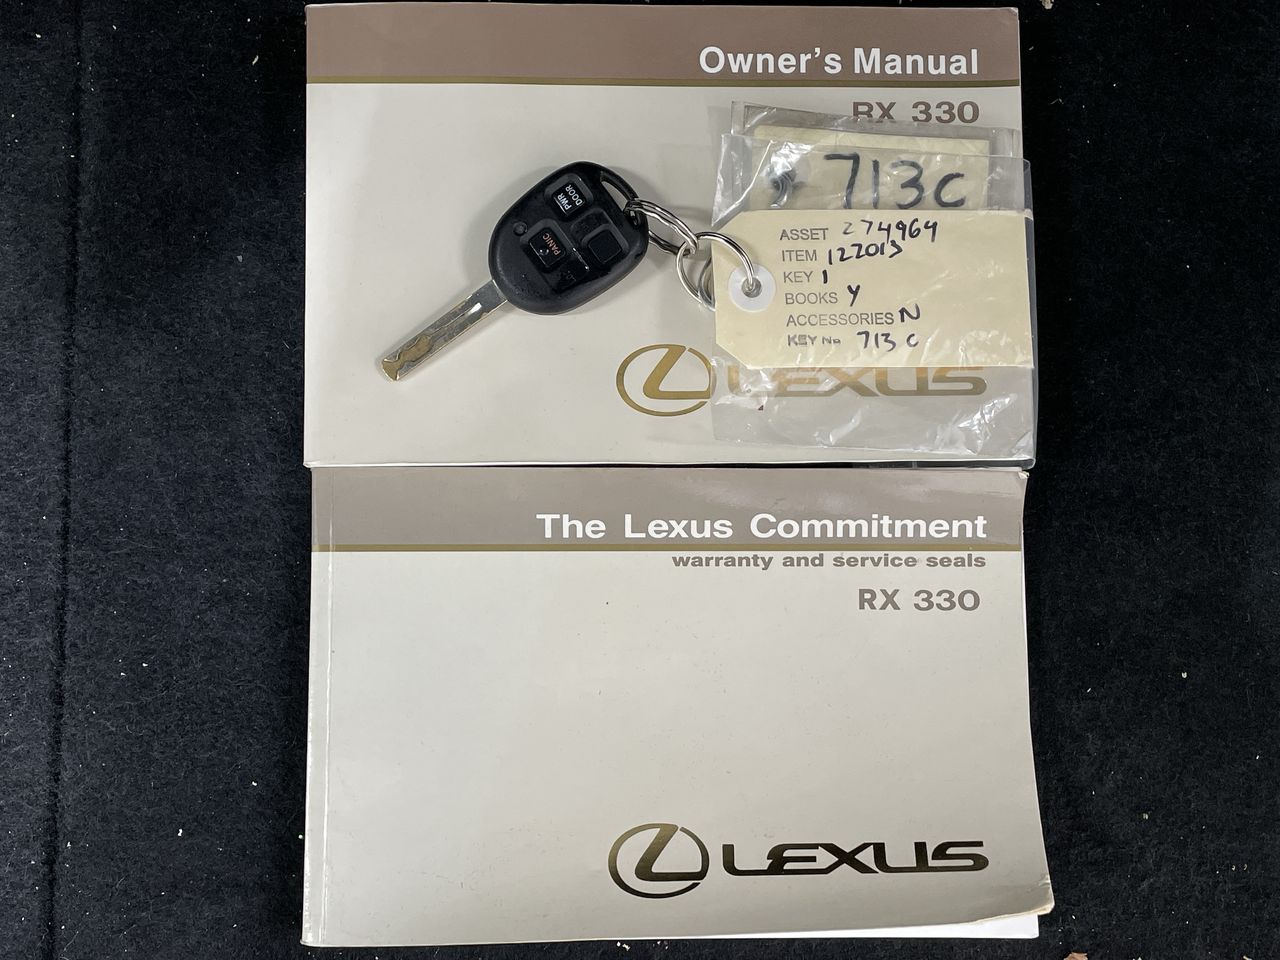 Owner's Manual
RX 330
DOOR
PWR
PANIC
713C
ASSET 274964
ITEM 122013
KEY 1
BOOKS Y
ACCESSORIES N
KEY No 713 C
LEXUS
The Lexus Commitment
warranty and service seals
RX 330
LEXUS